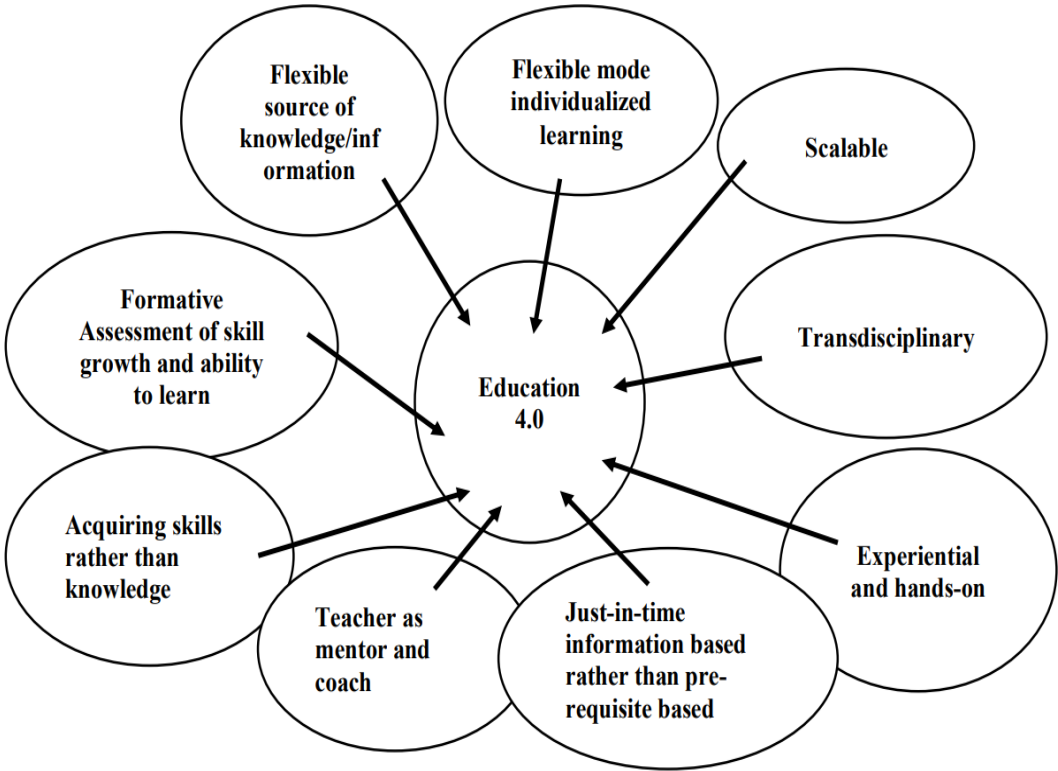 Flexible
source of
knowledge/inf
ormation
Flexible mode
individualized
learning
Scalable
Formative
Assessment of skill
growth and ability
to learn
Education
4.0
Transdisciplinary
Acquiring skills
rather than
knowledge
Teacher as
mentor and
coach
Just-in-time
information based
rather than pre-
requisite based
Experiential
and hands-on